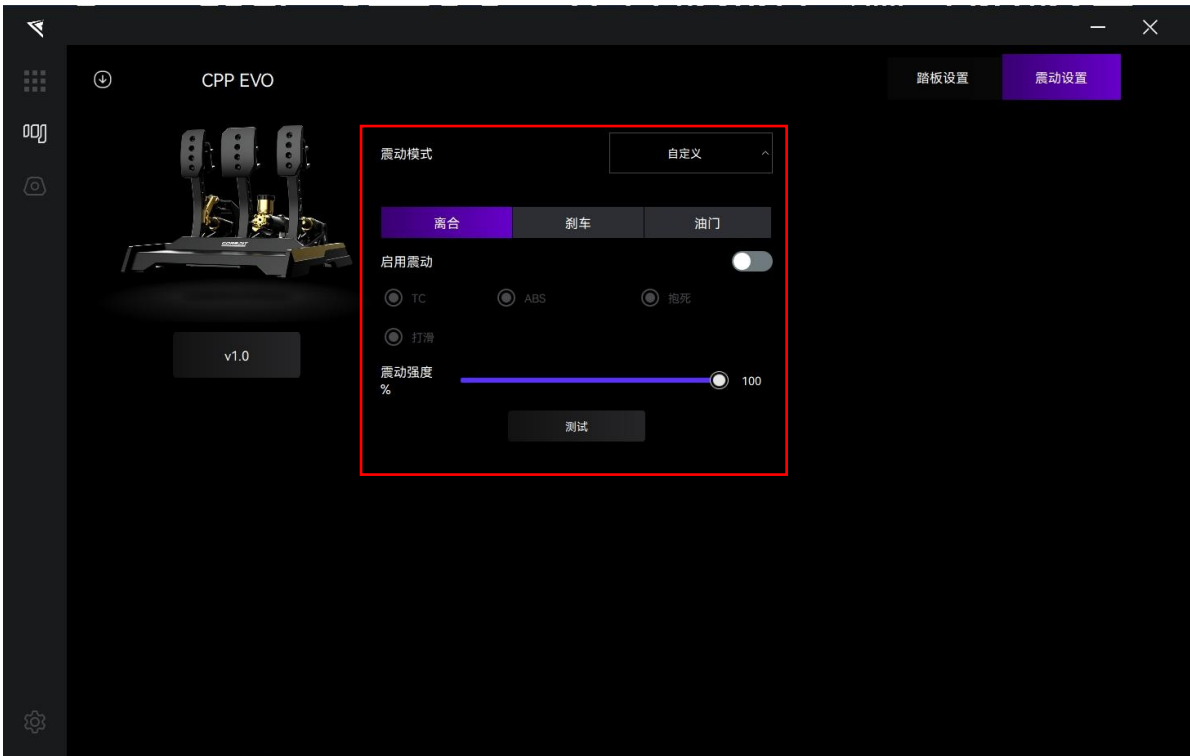 CPP EVO
踏板设置
震动设置
震动模式
自定义
离合
刹车
油门
启用震动
TC
ABS
抱死
打滑
震动强度
%
100
测试
v1.0